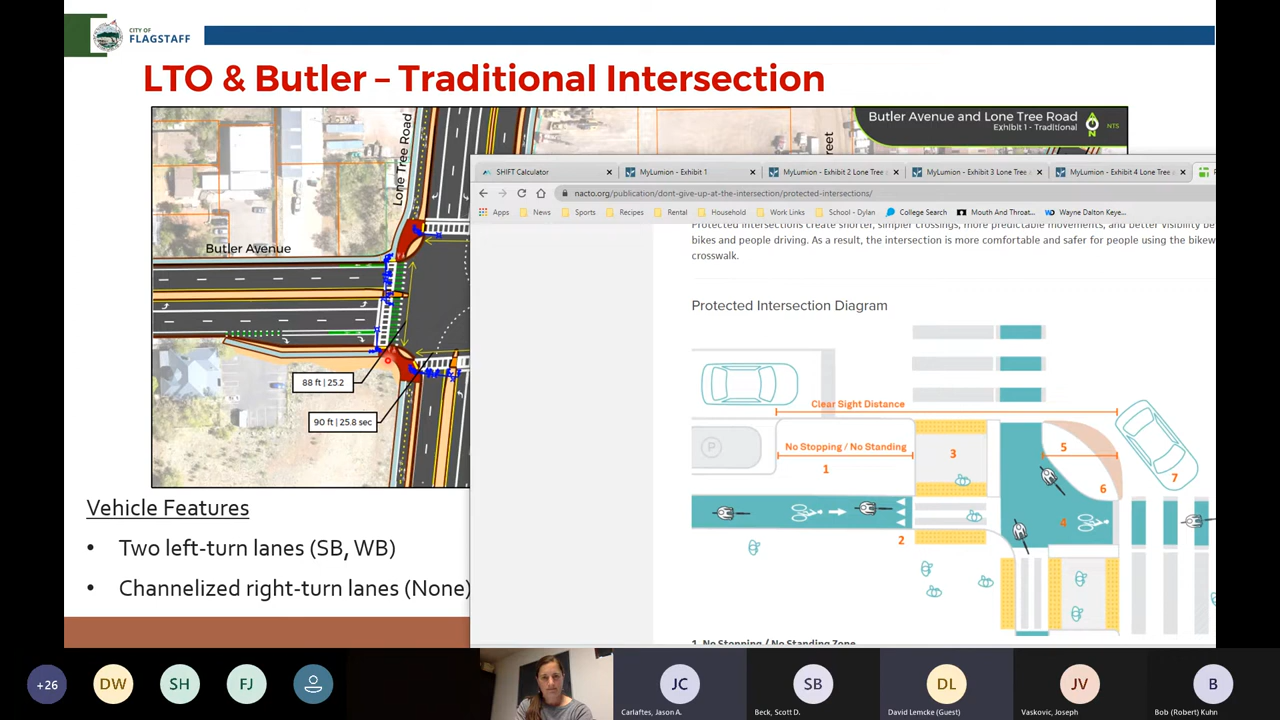 CITY OF
FLAGSTAFF
LTO & Butler – Traditional Intersection
Butler Avenue and Lone Tree Road
Exhibit 1 - Traditional
NTS
Lone Tree Road
Butler Avenue
88 ft | 25.2
90 ft | 25.8 sec
Vehicle Features
• Two left-turn lanes (SB, WB)
• Channelized right-turn lanes (None)
SHIFT Calculator
MyLumion - Exhibit 1
MyLumion - Exhibit 2 Lone Tree
MyLumion - Exhibit 3 Lone Tree
MyLumion - Exhibit 4 Lone Tree
nacto.org/publication/dont-give-up-at-the-intersection/protected-intersections/
Apps News Sports Recipes Rental Household Work Links School - Dylan College Search Mouth And Throat... Wayne Dalton Keye...
Protected intersections create shorter, simpler crossings, more predictable movements, and better visibility be
bikes and people driving. As a result, the intersection is more comfortable and safer for people using the bikew
crosswalk.
Protected Intersection Diagram
Clear Sight Distance
No Stopping / No Standing
P
1
2
3
4
5
6
7
1. No Stopping / No Standing Zone
+26
DW
SH
FJ
JC
Carlaftes, Jason A.
SB
Beck, Scott D.
DL
David Lemcke (Guest)
JV
Vaskovic, Joseph
B
Bob (Robert) Kuhn